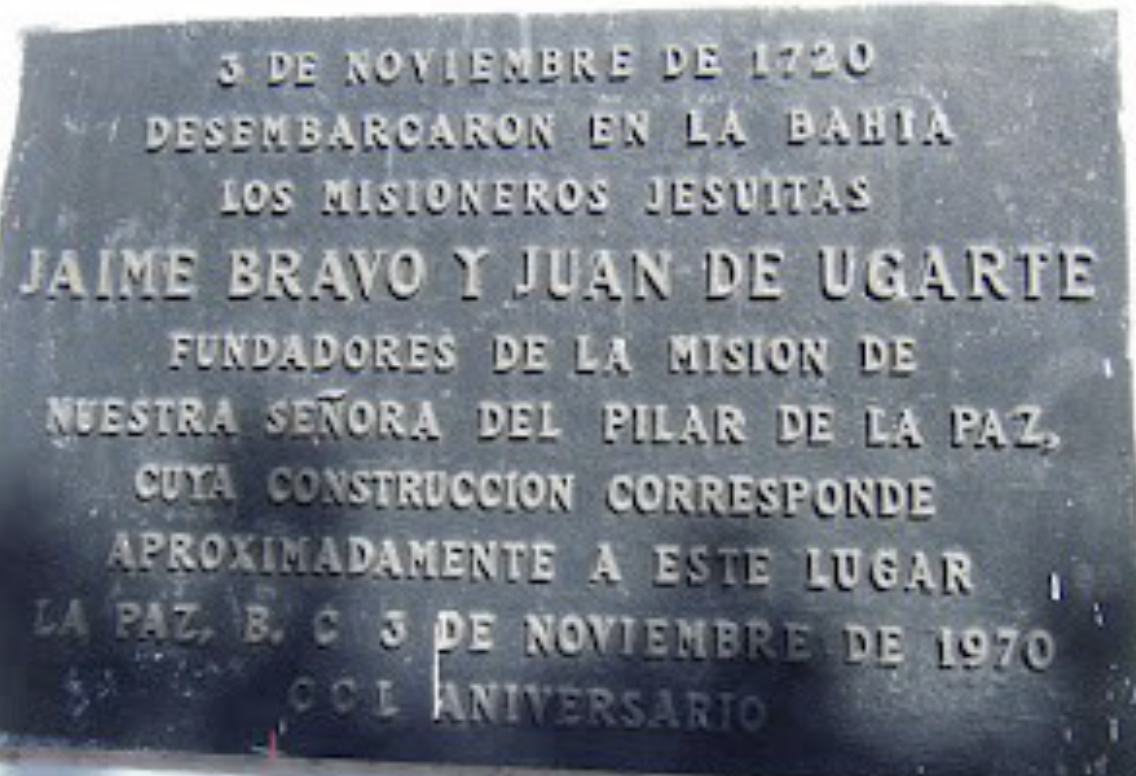 3 DE NOVIEMBRE DE 1720
DESEMBARCARON EN LA BAHIA
LOS MISIONEROS JESUITAS
JAIME BRAVO Y JUAN DE UGARTE
FUNDADORES DE LA MISION DE
NUESTRA SEÑORA DEL PILAR DE LA PAZ,
CUYA CONSTRUCCION CORRESPONDE
APROXIMADAMENTE A ESTE LUGAR
LA PAZ, B. C 3 DE NOVIEMBRE DE 1970
CCL ANIVERSARIO